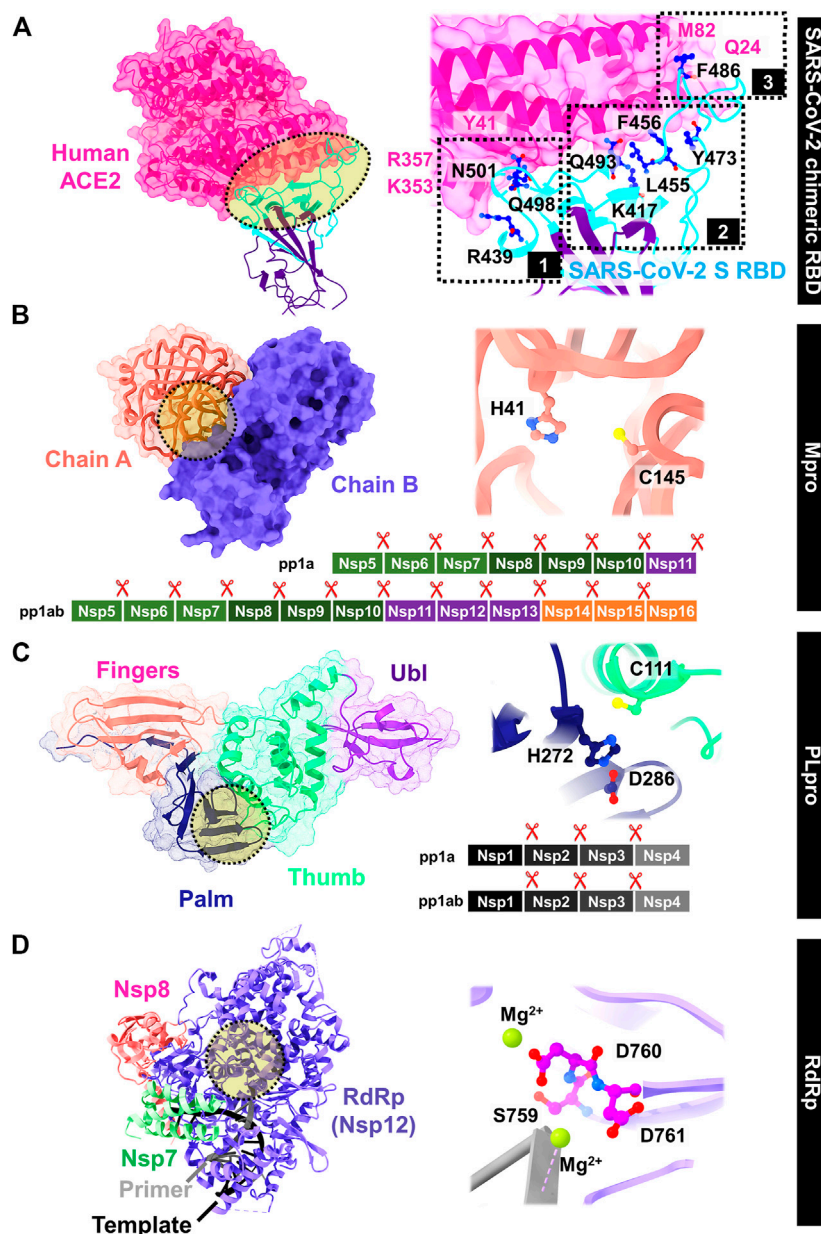 A
Human
ACE2
M82
Q24
F486
3
Y41
F456
R357
K353
N501
Q493
Y473
Q498
L455
K417
R439
2
1
SARS-CoV-2 S RBD
SARS-CoV-2 chimeric RBD
B
Chain A
Chain B
H41
C145
Mpro
pp1a
Nsp5 Nsp6 Nsp7 Nsp8 Nsp9 Nsp10 Nsp11
pp1ab
Nsp5 Nsp6 Nsp7 Nsp8 Nsp9 Nsp10 Nsp11 Nsp12 Nsp13 Nsp14 Nsp15 Nsp16
C
Fingers
Ubl
Palm
Thumb
C111
H272
D286
PLpro
pp1a
Nsp1 Nsp2 Nsp3 Nsp4
pp1ab
Nsp1 Nsp2 Nsp3 Nsp4
D
Nsp8
RdRp
(Nsp12)
Nsp7
Primer
Template
Mg²⁺
D760
S759
D761
Mg²⁺
RdRp